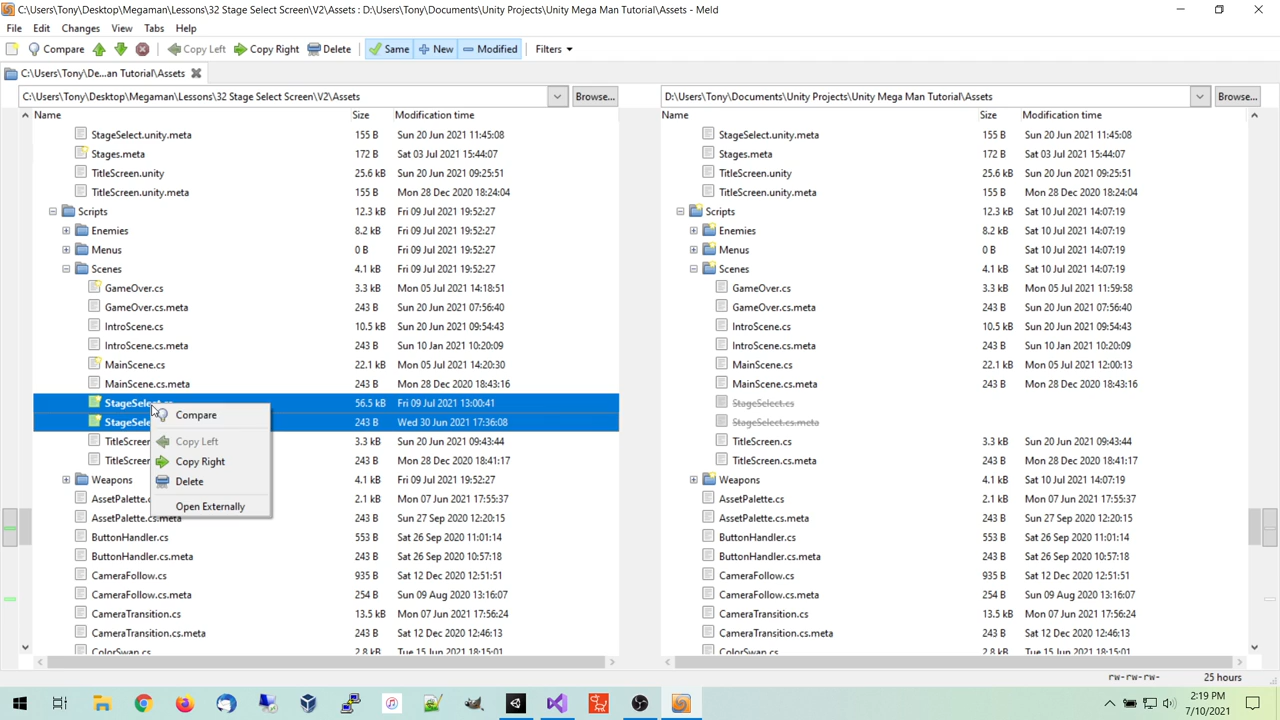 C:\Users\Tony\Desktop\Megaman\Lessons\32 Stage Select Screen\V2\Assets : D:\Users\Tony\Documents\Unity Projects\Unity Mega Man Tutorial\Assets - Meld
File Edit Changes View Tabs Help
Compare Copy Left Copy Right Delete Same New Modified Filters
C:\Users\Tony\De...an Tutorial\Assets
C:\Users\Tony\Desktop\Megaman\Lessons\32 Stage Select Screen\V2\Assets Browse... D:\Users\Tony\Documents\Unity Projects\Unity Mega Man Tutorial\Assets Browse...
Name Size Modification time Name Size Modification time
StageSelect.unity.meta 155 B Sun 20 Jun 2021 11:45:08 StageSelect.unity.meta 155 B Sun 20 Jun 2021 11:45:08
Stages.meta 172 B Sat 03 Jul 2021 15:44:07 Stages.meta 172 B Sat 03 Jul 2021 15:44:07
TitleScreen.unity 25.6 kB Sun 20 Jun 2021 09:25:51 TitleScreen.unity 25.6 kB Sun 20 Jun 2021 09:25:51
TitleScreen.unity.meta 155 B Mon 28 Dec 2020 18:24:04 TitleScreen.unity.meta 155 B Mon 28 Dec 2020 18:24:04
Scripts 12.3 kB Fri 09 Jul 2021 19:52:27 Scripts 12.3 kB Sat 10 Jul 2021 14:07:19
Enemies 8.2 kB Fri 09 Jul 2021 19:52:27 Enemies 8.2 kB Sat 10 Jul 2021 14:07:19
Menus 0 B Fri 09 Jul 2021 19:52:27 Menus 0 B Sat 10 Jul 2021 14:07:19
Scenes 4.1 kB Fri 09 Jul 2021 19:52:27 Scenes 4.1 kB Sat 10 Jul 2021 14:07:19
GameOver.cs 3.3 kB Mon 05 Jul 2021 14:18:51 GameOver.cs 3.3 kB Mon 05 Jul 2021 11:59:58
GameOver.cs.meta 243 B Sun 20 Jun 2021 07:56:40 GameOver.cs.meta 243 B Sun 20 Jun 2021 07:56:40
IntroScene.cs 10.5 kB Sun 20 Jun 2021 09:54:43 IntroScene.cs 10.5 kB Sun 20 Jun 2021 09:54:43
IntroScene.cs.meta 243 B Sun 10 Jan 2021 10:20:09 IntroScene.cs.meta 243 B Sun 10 Jan 2021 10:20:09
MainScene.cs 22.1 kB Mon 05 Jul 2021 14:20:30 MainScene.cs 22.1 kB Mon 05 Jul 2021 12:00:13
MainScene.cs.meta 243 B Mon 28 Dec 2020 18:43:16 MainScene.cs.meta 243 B Mon 28 Dec 2020 18:43:16
StageSelect.cs 56.5 kB Fri 09 Jul 2021 13:00:41 StageSelect.cs
StageSele 243 B Wed 30 Jun 2021 17:36:08 StageSelect.cs.meta
TitleScreen 3.3 kB Sun 20 Jun 2021 09:43:44 TitleScreen.cs 3.3 kB Sun 20 Jun 2021 09:43:44
TitleScreen 243 B Mon 28 Dec 2020 18:41:17 TitleScreen.cs.meta 243 B Mon 28 Dec 2020 18:41:17
Weapons 4.1 kB Fri 09 Jul 2021 19:52:27 Weapons 4.1 kB Sat 10 Jul 2021 14:07:19
AssetPalette.c 2.1 kB Mon 07 Jun 2021 17:55:37 AssetPalette.cs 2.1 kB Mon 07 Jun 2021 17:55:37
AssetPalette.cs.meta 243 B Sun 27 Sep 2020 12:20:15 AssetPalette.cs.meta 243 B Sun 27 Sep 2020 12:20:15
ButtonHandler.cs 553 B Sat 26 Sep 2020 11:01:14 ButtonHandler.cs 553 B Sat 26 Sep 2020 11:01:14
ButtonHandler.cs.meta 243 B Sat 26 Sep 2020 10:57:18 ButtonHandler.cs.meta 243 B Sat 26 Sep 2020 10:57:18
CameraFollow.cs 935 B Sat 12 Dec 2020 12:51:51 CameraFollow.cs 935 B Sat 12 Dec 2020 12:51:51
CameraFollow.cs.meta 254 B Sun 09 Aug 2020 13:16:07 CameraFollow.cs.meta 254 B Sun 09 Aug 2020 13:16:07
CameraTransition.cs 13.5 kB Mon 07 Jun 2021 17:56:24 CameraTransition.cs 13.5 kB Mon 07 Jun 2021 17:56:24
CameraTransition.cs.meta 243 B Sat 12 Dec 2020 12:46:13 CameraTransition.cs.meta 243 B Sat 12 Dec 2020 12:46:13
ColorSwap.cs 2.8 kB Tue 15 Jun 2021 18:35:14 ColorSwap.cs 2.8 kB Tue 15 Jun 2021 18:35:14
Compare
Copy Left
Copy Right
Delete
Open Externally
rw-rw-rw- 25 hours
2:19 PM
7/10/2021